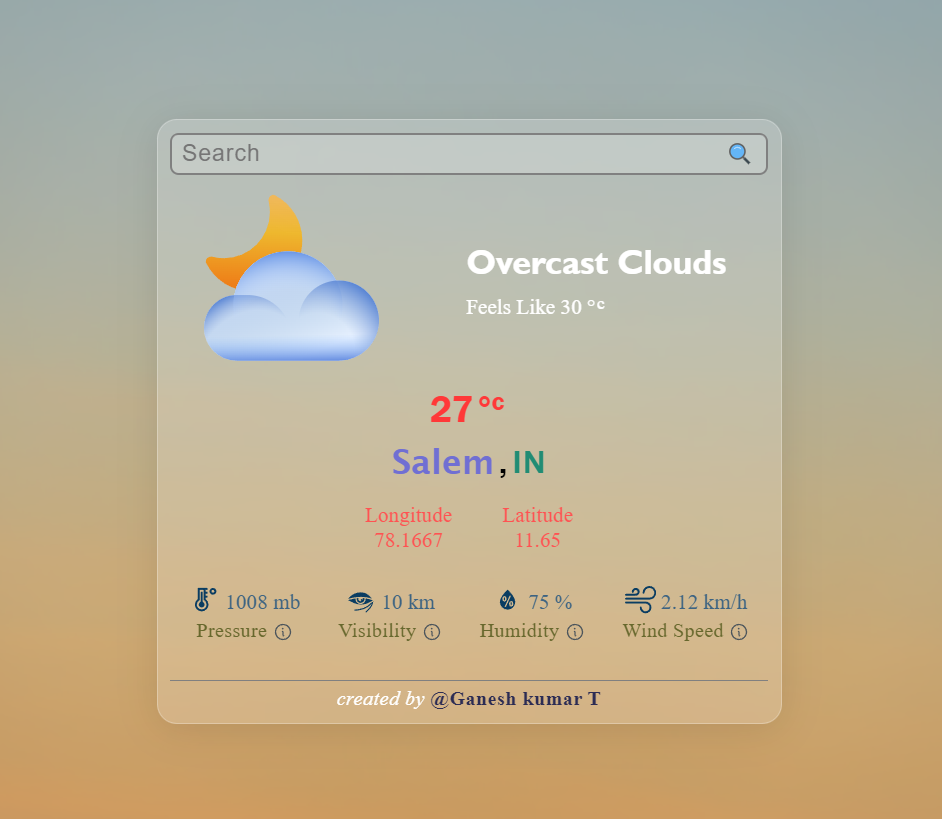 Search
Overcast Clouds
Feels Like 30 °c
27 °c
Salem , IN
Longitude Latitude
78.1667 11.65
1008 mb 10 km 75 % 2.12 km/h
Pressure Visibility Humidity Wind Speed
created by @Ganesh kumar T